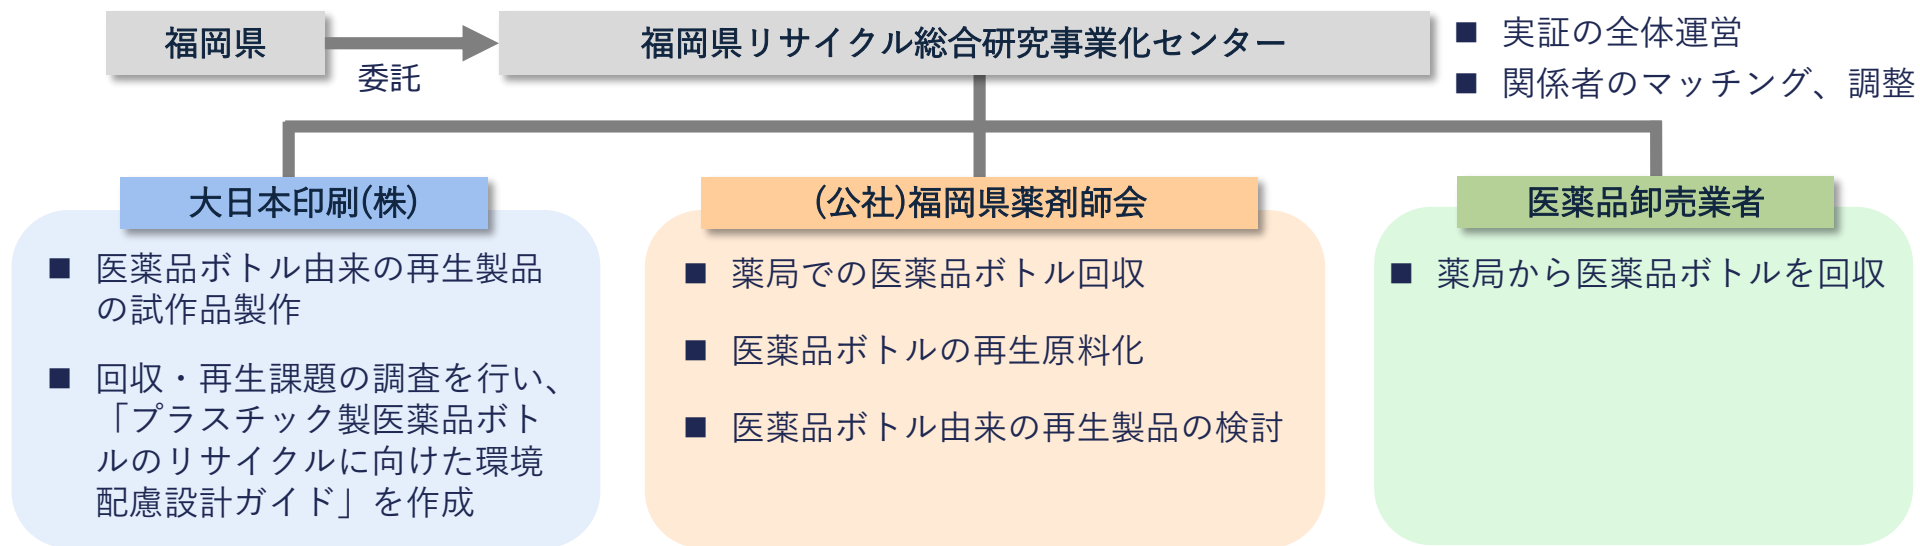 福岡県
委託
福岡県リサイクル総合研究事業化センター
■ 実証の全体運営
■ 関係者のマッチング、調整
大日本印刷(株)
■ 医薬品ボトル由来の再生製品
の試作品製作
■ 回収・再生課題の調査を行い、
「プラスチック製医薬品ボト
ルのリサイクルに向けた環境
配慮設計ガイド」を作成
(公社)福岡県薬剤師会
■ 薬局での医薬品ボトル回収
■ 医薬品ボトルの再生原料化
■ 医薬品ボトル由来の再生製品の検討
医薬品卸売業者
■ 薬局から医薬品ボトルを回収